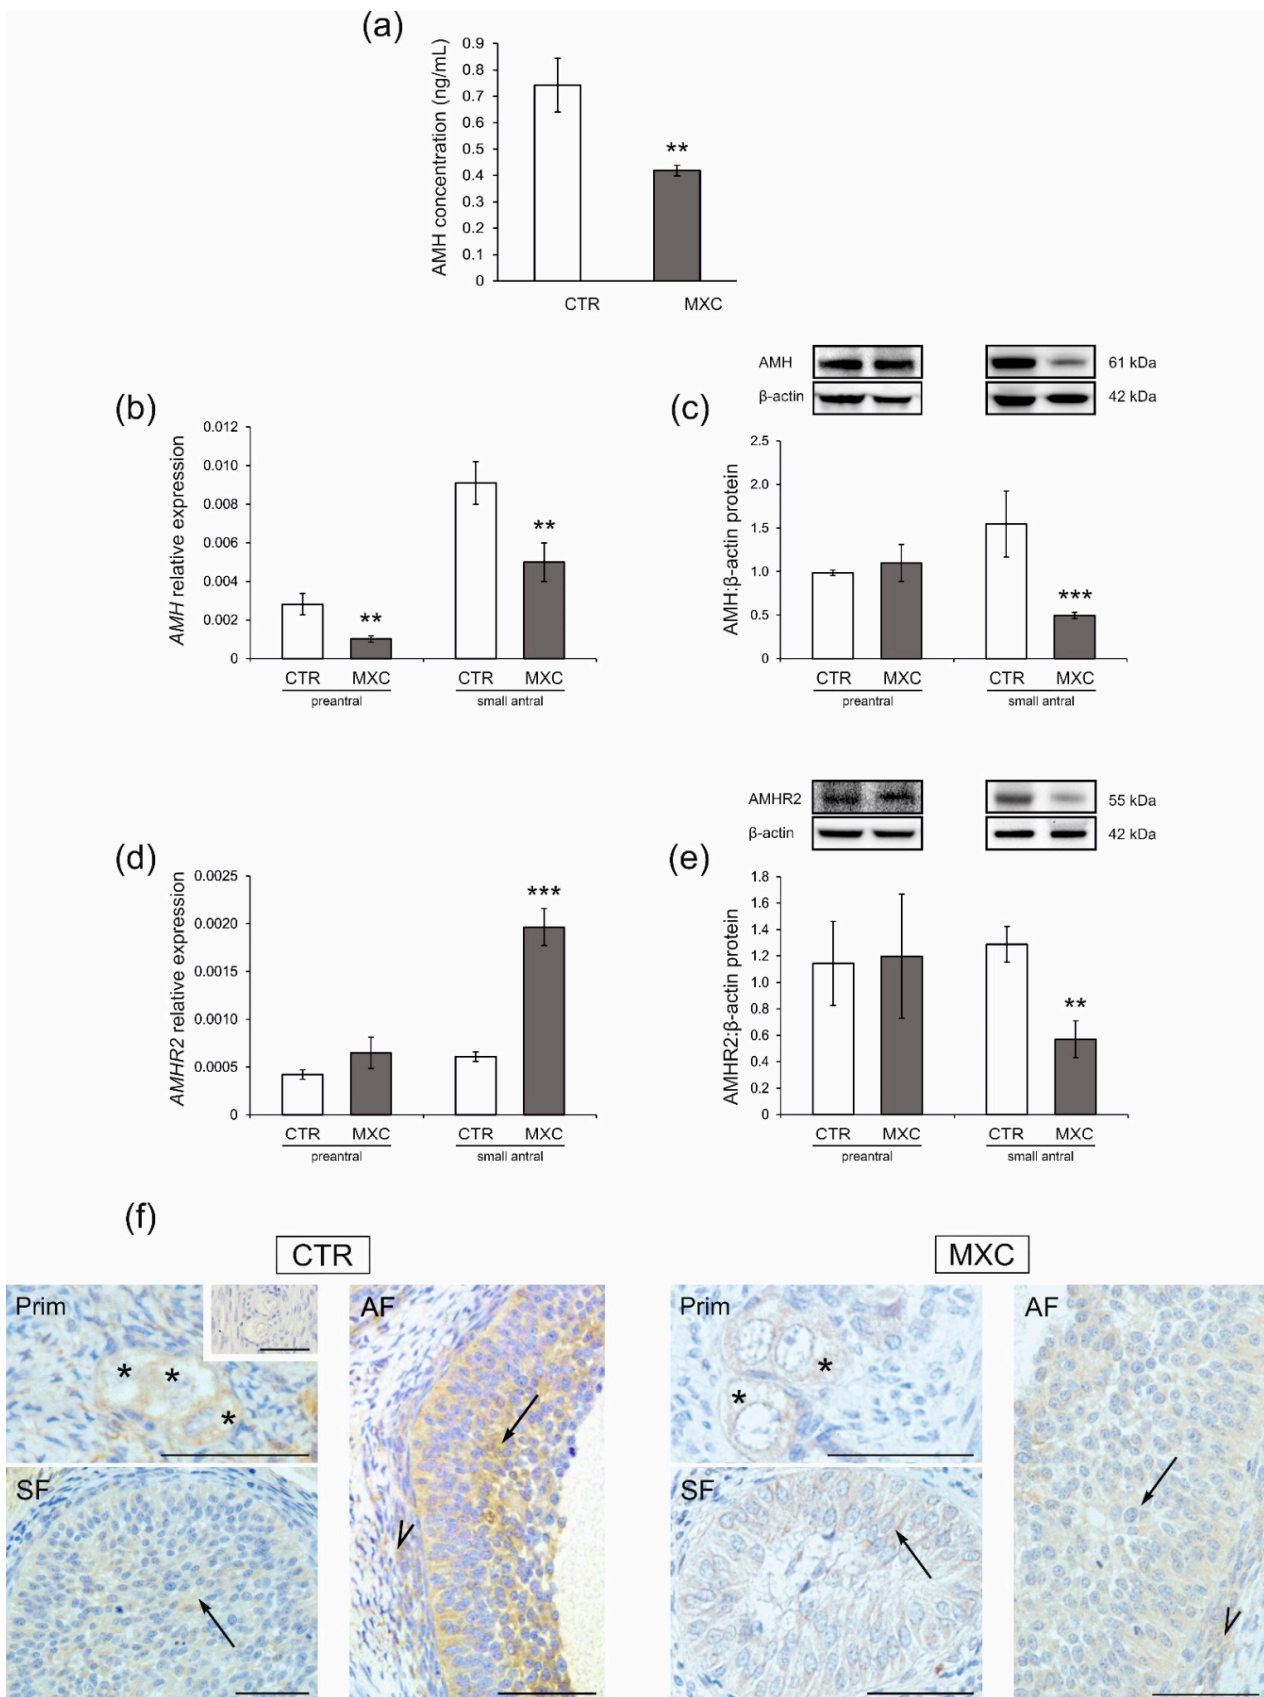 (a)
AMH concentration (ng/mL)
0.9
0.8
0.7
0.6
0.5
0.4
0.3
0.2
0.1
0
**
CTR MXC
(b)
AMH relative expression
0.012
0.010
0.008
0.006
0.004
0.002
0
**
**
CTR MXC CTR MXC
preantral small antral
AMH 61 kDa
β-actin 42 kDa
(c)
AMH:β-actin protein
2.5
2.0
1.5
1.0
0.5
0
***
CTR MXC CTR MXC
preantral small antral
(d)
AMHR2 relative expression
0.0025
0.0020
0.0015
0.0010
0.0005
0
***
CTR MXC CTR MXC
preantral small antral
AMHR2 55 kDa
β-actin 42 kDa
(e)
AMHR2:β-actin protein
1.8
1.6
1.4
1.2
1.0
0.8
0.6
0.4
0.2
0
**
CTR MXC CTR MXC
preantral small antral
(f)
CTR MXC
Prim AF Prim AF
* * *
* *
SF SF